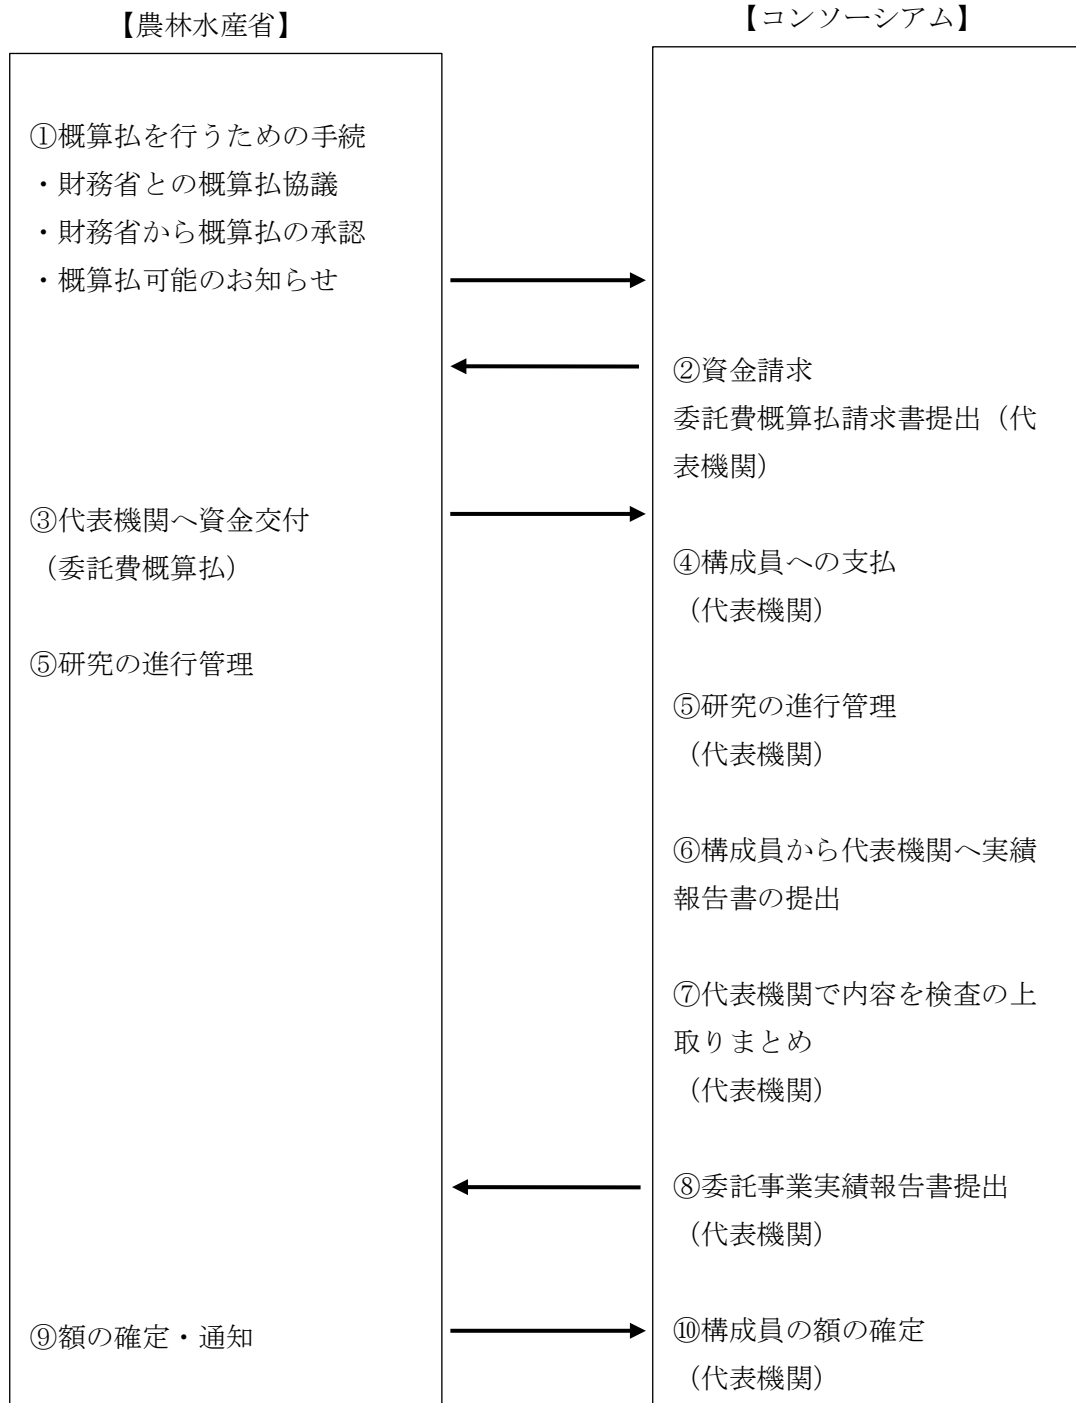 【農林水産省】
①概算払を行うための手続
・財務省との概算払協議
・財務省から概算払の承認
・概算払可能のお知らせ
③代表機関へ資金交付
（委託費概算払）
⑤研究の進行管理
⑨額の確定・通知
【コンソーシアム】
②資金請求
委託費概算払請求書提出（代
表機関）
④構成員への支払
（代表機関）
⑤研究の進行管理
（代表機関）
⑥構成員から代表機関へ実績
報告書の提出
⑦代表機関で内容を検査の上
取りまとめ
（代表機関）
⑧委託事業実績報告書提出
（代表機関）
⑩構成員の額の確定
（代表機関）